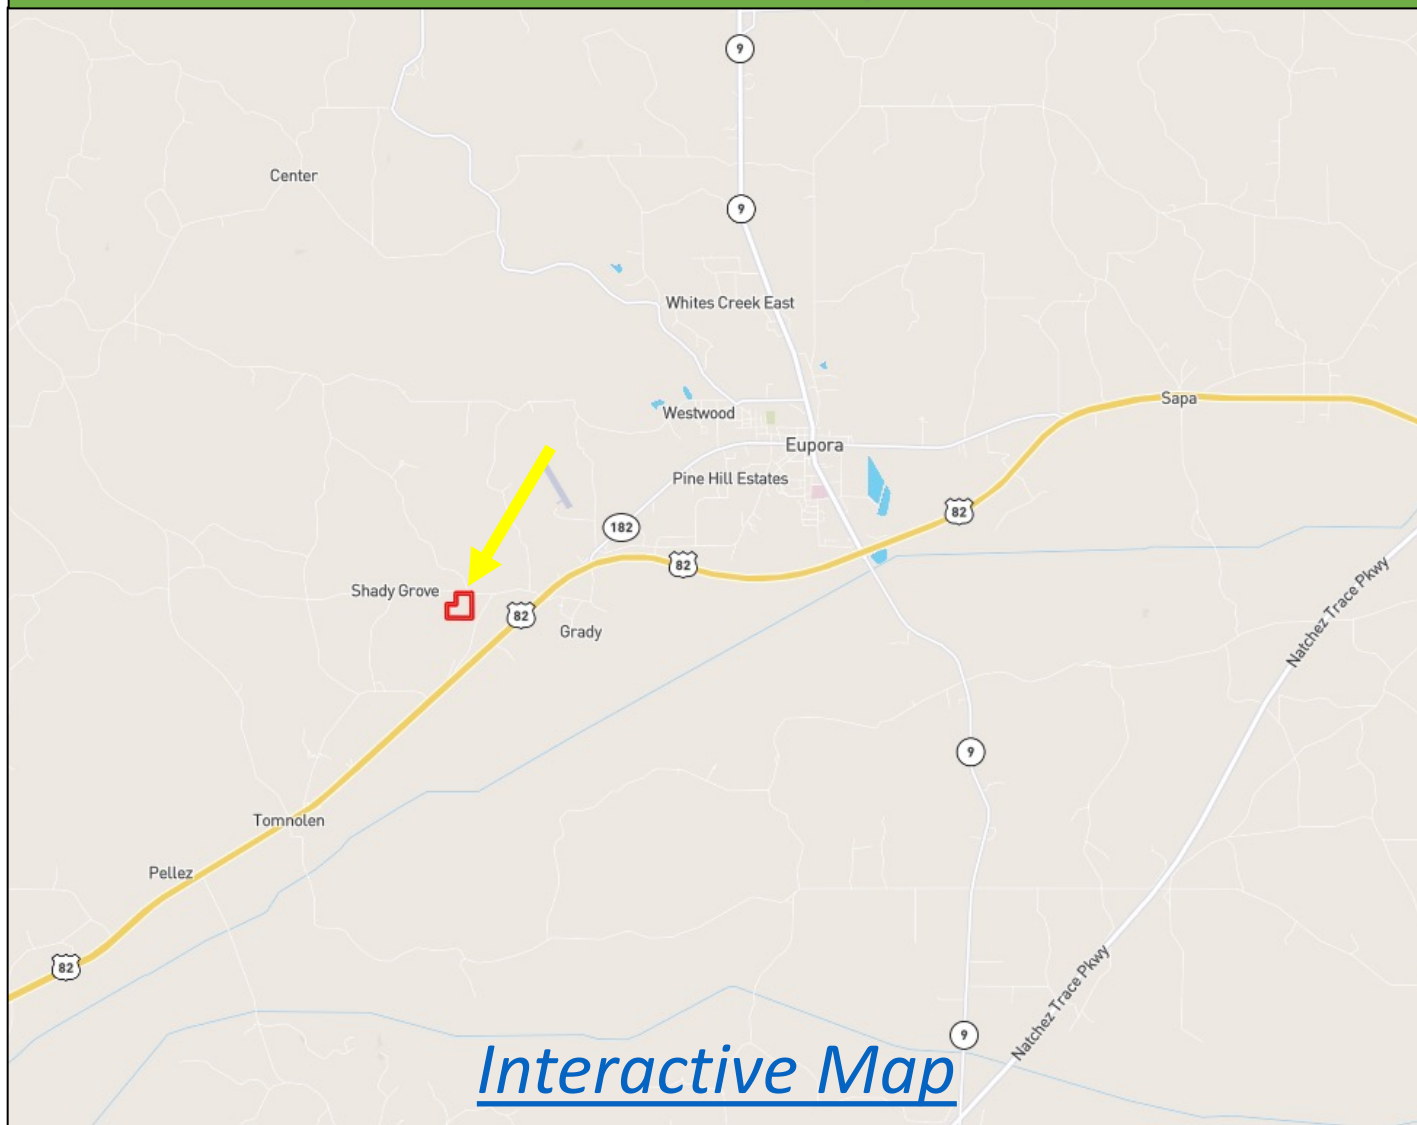 9
Center
9
Whites Creek East
Sapa
Westwood
Eupora
Pine Hill Estates
82
182
82
Natchez Trace Pkwy
Shady Grove
82
Grady
9
Tomnolen
Pellez
82
Natchez Trace Pkwy
9
Interactive Map